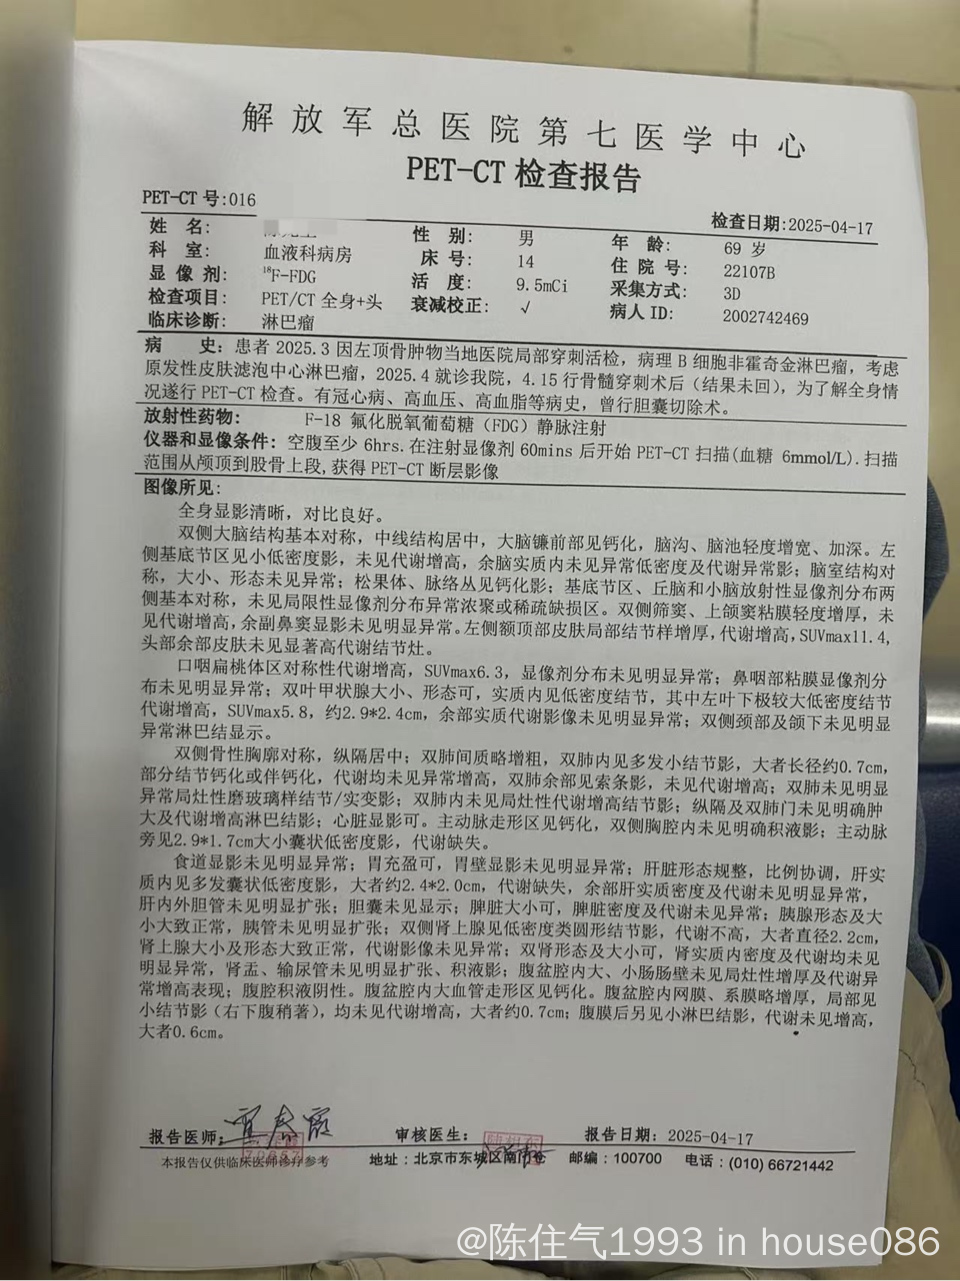 解放军总医院第七医学中心
PET-CT 检查报告
PET-CT 号:016
检查日期:2025-04-17
姓 名: 性 别: 男 年 龄: 69 岁
科 室: 血液科病房 床 号: 14 住 院 号: 22107B
显 像 剂: ¹⁸F-FDG 活 度: 9.5mCi 采集方式: 3D
检查项目: PET/CT 全身+头 衰减校正: √ 病人 ID: 2002742469
临床诊断: 淋巴瘤
病 史: 患者 2025.3 因左顶骨肿物当地医院局部穿刺活检，病理 B 细胞非霍奇金淋巴瘤，考虑
原发性皮肤滤泡中心淋巴瘤，2025.4 就诊我院，4.15 行骨髓穿刺术后（结果未回），为了解全身情
况遂行 PET-CT 检查。有冠心病、高血压、高血脂等病史，曾行胆囊切除术。
放射性药物: F-18 氟化脱氧葡萄糖（FDG）静脉注射
仪器和显像条件: 空腹至少 6hrs.在注射显像剂 60mins 后开始 PET-CT 扫描(血糖 6mmol/L).扫描
范围从颅顶到股骨上段,获得 PET-CT 断层影像
图像所见:
全身显影清晰，对比良好。
双侧大脑结构基本对称，中线结构居中，大脑镰前部见钙化，脑沟、脑池轻度增宽、加深。左
侧基底节区见小低密度影，未见代谢增高，余脑实质内未见异常低密度及代谢异常影；脑室结构对
称，大小、形态未见异常；松果体、脉络丛见钙化影；基底节区、丘脑和小脑放射性显像剂分布两
侧基本对称，未见局限性显像剂分布异常浓聚或稀疏缺损区。双侧筛窦、上颌窦粘膜轻度增厚，未
见代谢增高，余副鼻窦显影未见明显异常。左侧额顶部皮肤局部结节样增厚，代谢增高，SUVmax11.4，
头部余部皮肤未见显著高代谢结节灶。
口咽扁桃体区对称性代谢增高，SUVmax6.3，显像剂分布未见明显异常；鼻咽部粘膜显像剂分
布未见明显异常；双叶甲状腺大小、形态可，实质内见低密度结节，其中左叶下极较大低密度结节
代谢增高，SUVmax5.8，约2.9*2.4cm，余部实质代谢影像未见明显异常；双侧颈部及颌下未见明显
异常淋巴结显示。
双侧骨性胸廓对称，纵隔居中；双肺间质略增粗，双肺内见多发小结节影，大者长径约0.7cm，
部分结节钙化或伴钙化，代谢均未见异常增高，双肺余部见索条影，未见代谢增高；双肺未见明显
异常局灶性磨玻璃样结节/实变影；双肺内未见局灶性代谢增高结节影；纵隔及双肺门未见明确肿
大及代谢增高淋巴结影；心脏显影可。主动脉走形区见钙化，双侧胸腔内未见明确积液影；主动脉
旁见2.9*1.7cm大小囊状低密度影，代谢缺失。
食道显影未见明显异常；胃充盈可，胃壁显影未见明显异常；肝脏形态规整，比例协调，肝实
质内见多发囊状低密度影，大者约2.4*2.0cm，代谢缺失，余部肝实质密度及代谢未见明显异常，
肝内外胆管未见明显扩张；胆囊未见显示；脾脏大小可，脾脏密度及代谢未见异常；胰腺形态及大
小大致正常，胰管未见明显扩张；双侧肾上腺见低密度类圆形结节影，代谢不高，大者直径2.2cm，
肾上腺大小及形态大致正常，代谢影像未见异常；双肾形态及大小可，肾实质内密度及代谢均未见
明显异常，肾盂、输尿管未见明显扩张、积液影；腹盆腔内大、小肠肠壁未见局灶性增厚及代谢异
常增高表现；腹腔积液阴性。腹盆腔内大血管走形区见钙化。腹盆腔内网膜、系膜略增厚，局部见
小结节影（右下腹稍著），均未见代谢增高，大者约0.7cm；腹膜后另见小淋巴结影，代谢未见增高，
大者0.6cm。
报告医师: 审核医生: 报告日期: 2025-04-17
本报告仅供临床医师诊疗参考 地址：北京市东城区南门仓 邮编：100700 电话：(010) 66721442
@陈住气1993 in house086